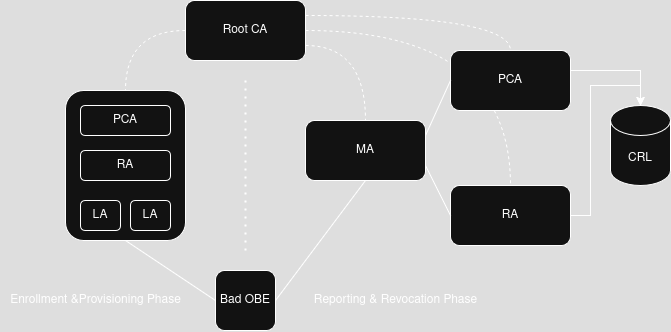 Root CA
PCA
PCA
RA
MA
CRL
LA
LA
RA
Enrollment &Provisioning Phase
Bad OBE
Reporting & Revocation Phase